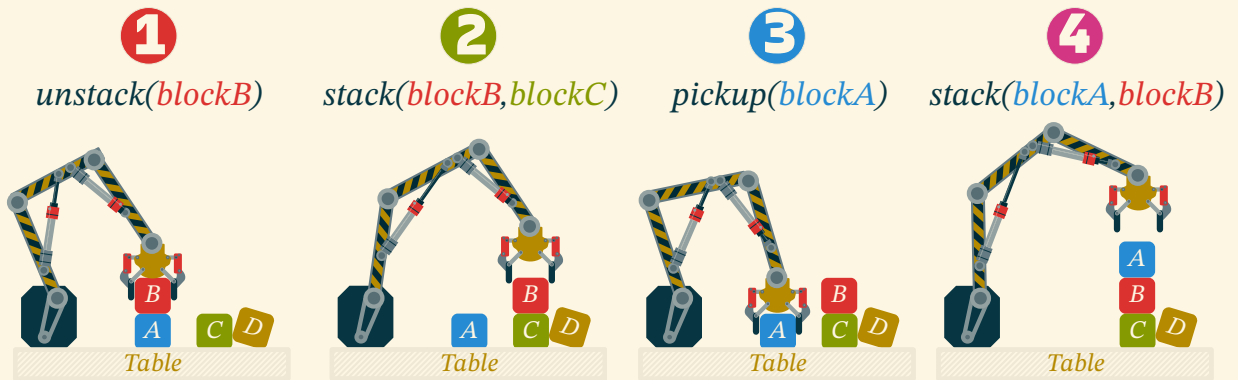 1
unstack(blockB)
B
A
C
D
Table
2
stack(blockB,blockC)
B
A
C
D
Table
3
pickup(blockA)
B
A
C
D
Table
4
stack(blockA,blockB)
A
B
C
D
Table